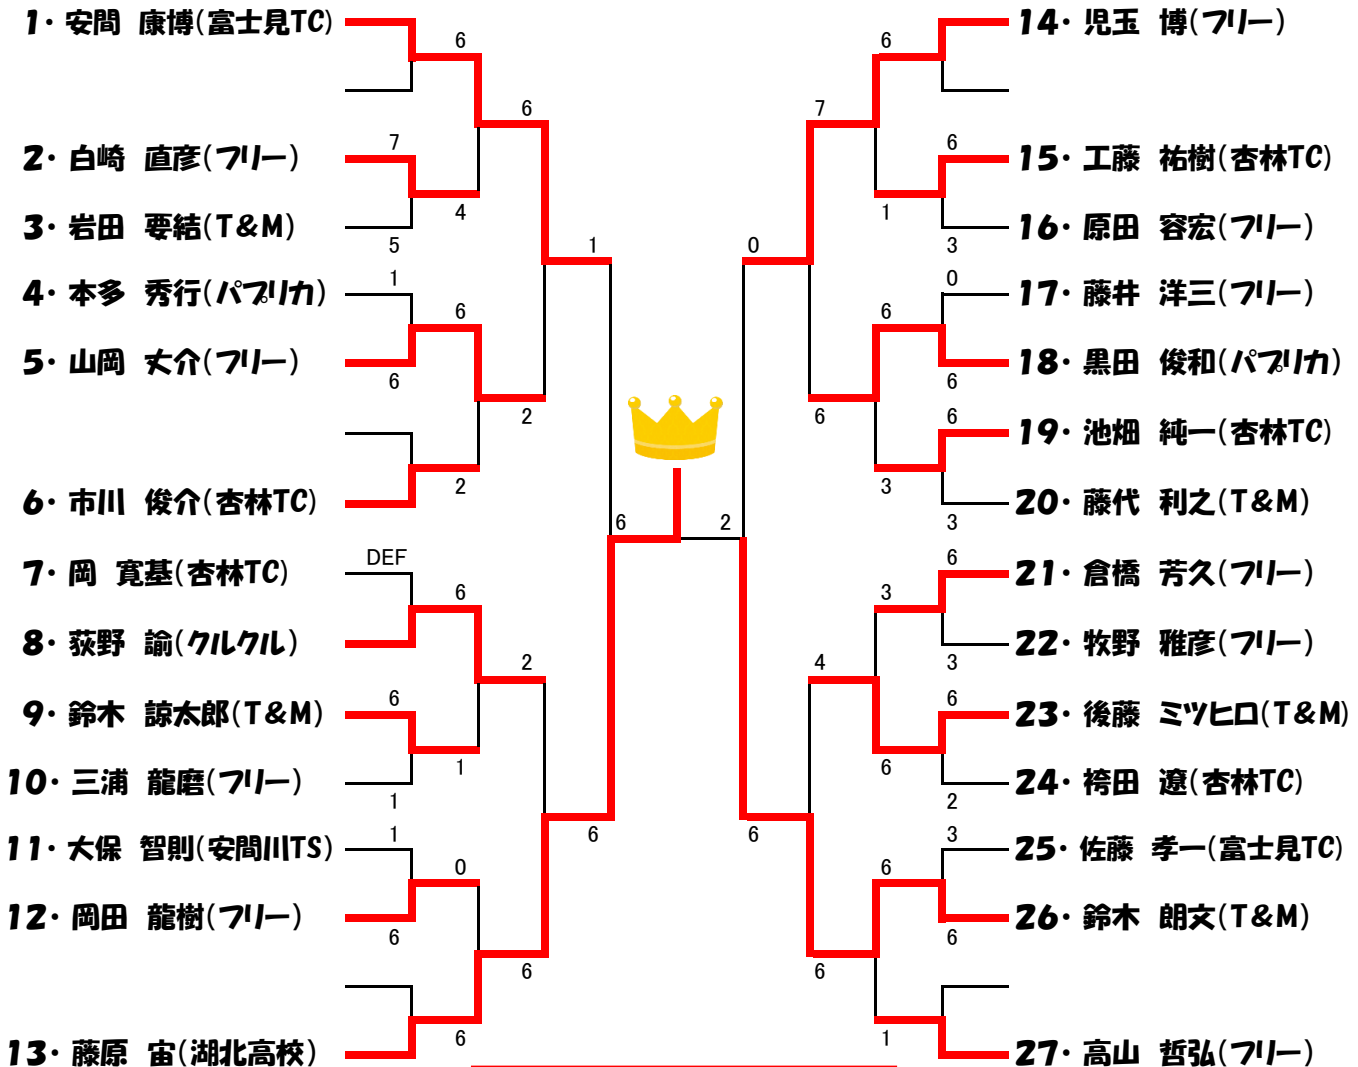 1・安間 康博(富士見TC)
2・白崎 直彦(フリー)
3・岩田 要結(T&M)
4・本多 秀行(パプリカ)
5・山岡 丈介(フリー)
6・市川 俊介(杏林TC)
7・岡 寛基(杏林TC)
8・荻野 諭(クルクル)
9・鈴木 諒太郎(T&M)
10・三浦 龍磨(フリー)
11・大保 智則(安間川TS)
12・岡田 龍樹(フリー)
13・藤原 宙(湖北高校)
6
7
4
5
1
6
6
2
DEF
6
6
1
1
1
0
6
6
6
2
2
6
1
6
6
2
0
6
7
6
4
6
6
1
6
3
6
3
6
1
6
3
0
6
6
3
6
3
6
2
3
6
14・児玉 博(フリー)
15・工藤 祐樹(杏林TC)
16・原田 容宏(フリー)
17・藤井 洋三(フリー)
18・黒田 俊和(パプリカ)
19・池畑 純一(杏林TC)
20・藤代 利之(T&M)
21・倉橋 芳久(フリー)
22・牧野 雅彦(フリー)
23・後藤 ミツヒロ(T&M)
24・袴田 遼(杏林TC)
25・佐藤 孝一(富士見TC)
26・鈴木 朗文(T&M)
27・高山 哲弘(フリー)